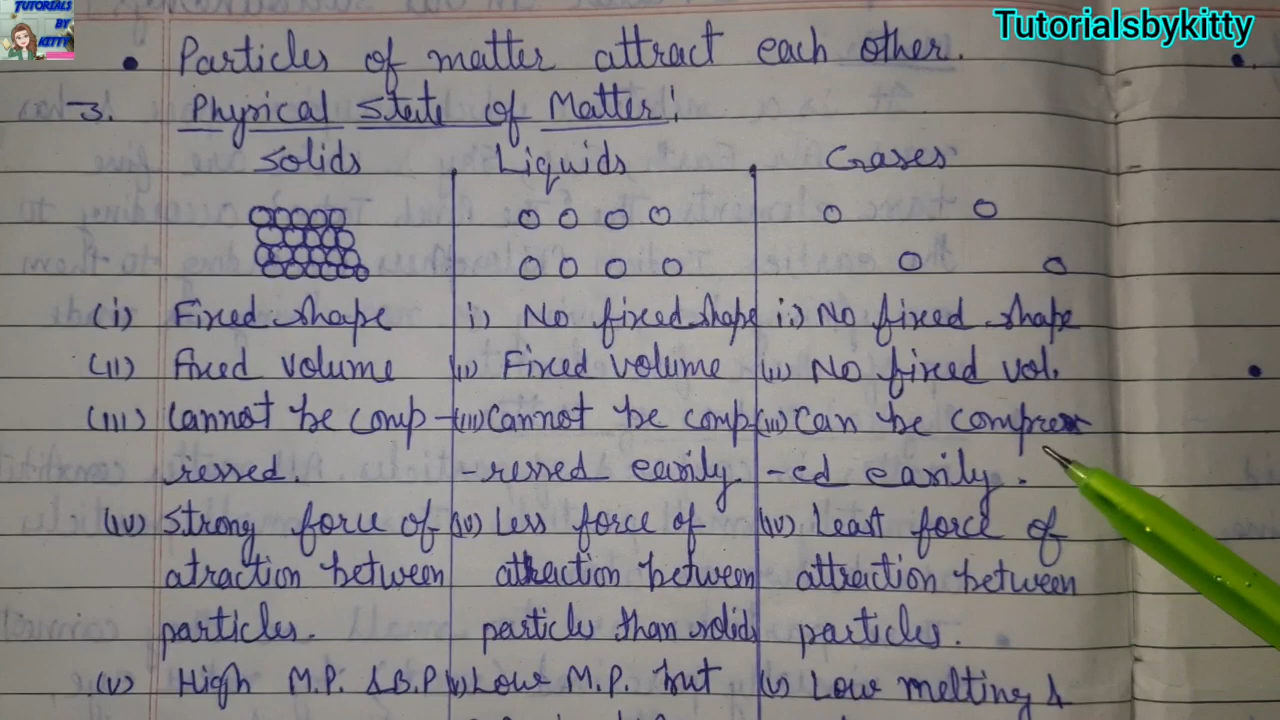 TUTORIALS
BY
KITTY
Tutorialsbykitty
• Particles of matter attract each other.
3. Physical State of Matter!
Solids Liquids Gases
(i) Fixed shape i) No fixed shape i) No fixed shape
(ii) fixed volume (ii) Fixed volume (ii) No fixed vol.
(iii) cannot be comp- (iii) Cannot be comp (iii) Can be compress
ressed. -ressed easily. -ed easily.
(iv) Strong force of (iv) Less force of (iv) Least force of
atraction between attraction between attraction between
particles. particle than solids particles.
(v) High M.P. & B.P (v) Low M.P. but (v) Low melting &